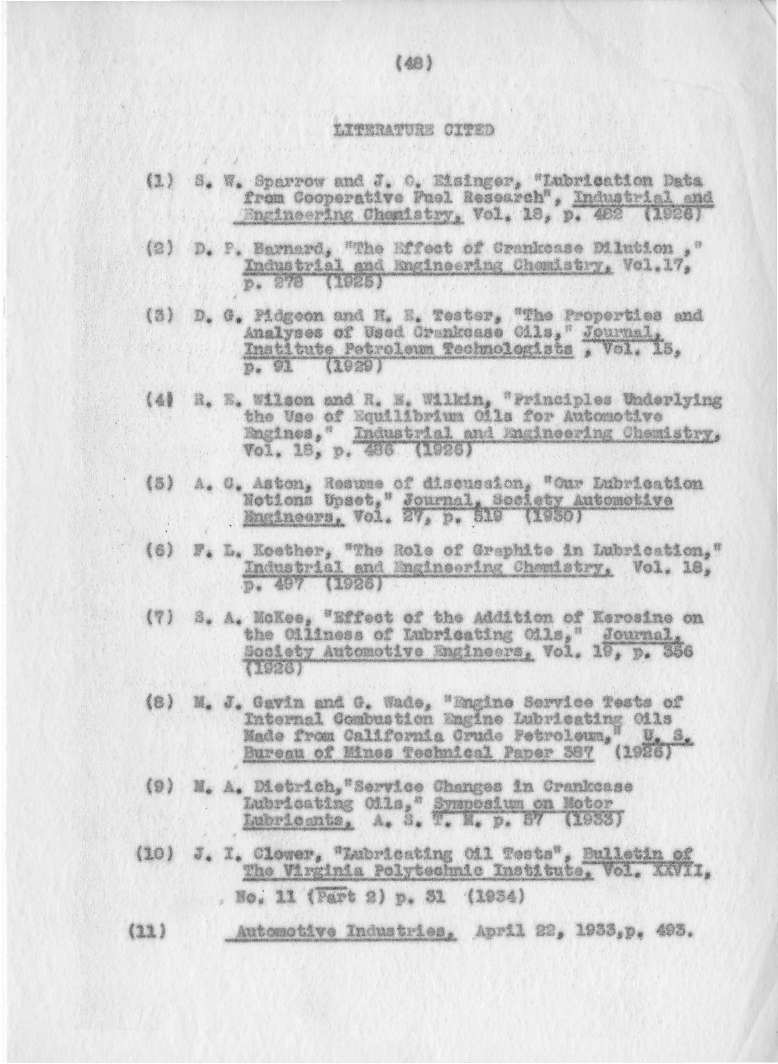 (48)
LITERATURE CITED
(1) S. W. Sparrow and J. C. Eisinger, "Lubrication Data
from Cooperative Fuel Research", Industrial and
Engineering Chemistry, Vol. 18, p. 482 (1926)
(2) D. P. Barnard, "The Effect of Crankcase Dilution ,"
Industrial and Engineering Chemistry, Vol.17,
p. 278 (1925)
(3) D. G. Pidgeon and H. E. Tester, "The Properties and
Analyses of Used Crankcase Oils," Journal,
Institute Petroleum Technologists , Vol. 15,
p. 91 (1929)
(4) R. E. Wilson and R. E. Wilkin, "Principles Underlying
the Use of Equilibrium Oils for Automotive
Engines," Industrial and Engineering Chemistry,
Vol. 18, p. 486 (1926)
(5) A. C. Aston, Resume of discussion, "Our Lubrication
Notions Upset," Journal, Society Automotive
Engineers, Vol. 27, p. 519 (1930)
(6) F. L. Koether, "The Role of Graphite in Lubrication,"
Industrial and Engineering Chemistry, Vol. 18,
p. 497 (1926)
(7) S. A. McKee, "Effect of the Addition of Kerosine on
the Oiliness of Lubricating Oils," Journal,
Society Automotive Engineers, Vol. 19, p. 356
(1926)
(8) M. J. Gavin and G. Wade, "Engine Service Tests of
Internal Combustion Engine Lubricating Oils
Made from California Crude Petroleum," U. S.
Bureau of Mines Technical Paper 387 (1926)
(9) M. A. Dietrich,"Service Changes in Crankcase
Lubricating Oils," Symposium on Motor
Lubricants, A. S. T. M. p. 57 (1933)
(10) J. I. Clower, "Lubricating Oil Tests", Bulletin of
The Virginia Polytechnic Institute, Vol. XXVII,
No. 11 (Part 2) p. 31 (1934)
(11) Automotive Industries, April 22, 1933,p. 493.